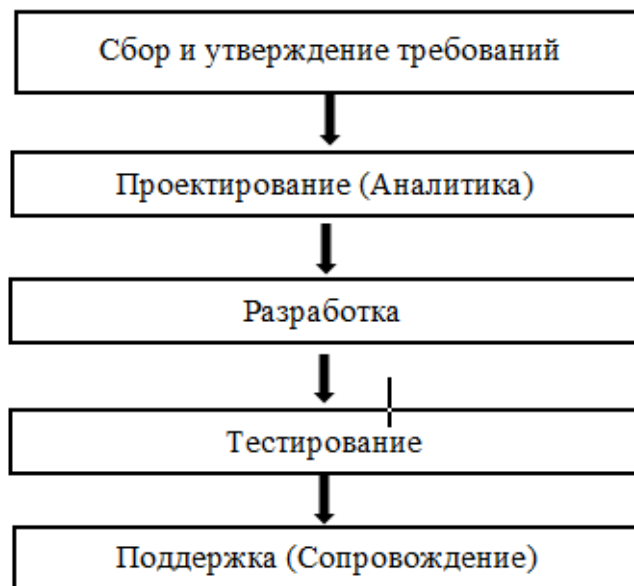 Сбор и утверждение требований
Проектирование (Аналитика)
Разработка
Тестирование
Поддержка (Сопровождение)